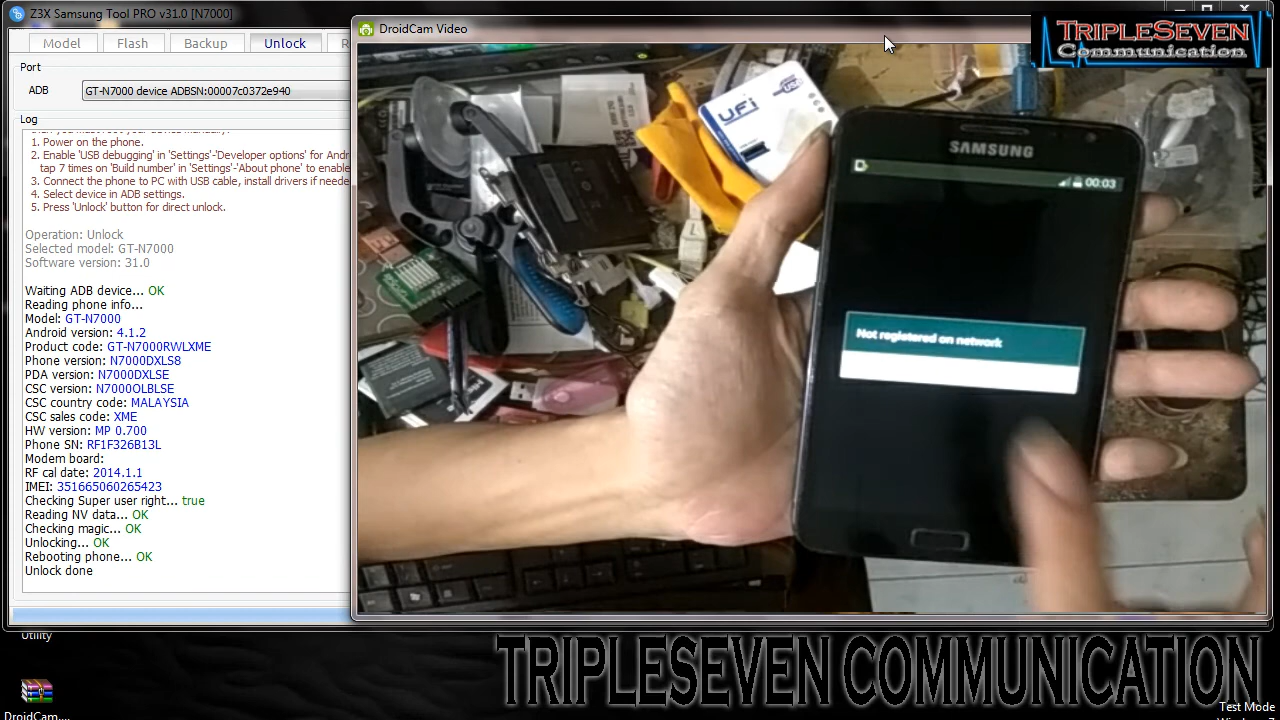 Z3X Samsung Tool PRO v31.0 [N7000]
Model
Flash
Backup
Unlock
R
Port
ADB
GT-N7000 device ADBSN:00007c0372e940
Log
1. Power on the phone.
2. Enable 'USB debugging' in 'Settings'-'Developer options' for Andr
tap 7 times on 'Build number' in 'Settings'-'About phone' to enable
3. Connect the phone to PC with USB cable, install drivers if neede
4. Select device in ADB settings.
5. Press 'Unlock' button for direct unlock.
Operation: Unlock
Selected model: GT-N7000
Software version: 31.0
Waiting ADB device... OK
Reading phone info...
Model: GT-N7000
Android version: 4.1.2
Product code: GT-N7000RWLXME
Phone version: N7000DXLS8
PDA version: N7000DXLSE
CSC version: N7000OLBLSE
CSC country code: MALAYSIA
CSC sales code: XME
HW version: MP 0.700
Phone SN: RF1F326B13L
Modem board:
RF cal date: 2014.1.1
IMEI: 351665060265423
Checking Super user right... true
Reading NV data... OK
Checking magic... OK
Unlocking... OK
Rebooting phone... OK
Unlock done
DroidCam Video
TRIPLESEVEN
Communication
UFi
SAMSUNG
00:03
Not registered on network
L
Utility
DroidCam....
TRIPLESEVEN COMMUNICATION
Test Mode